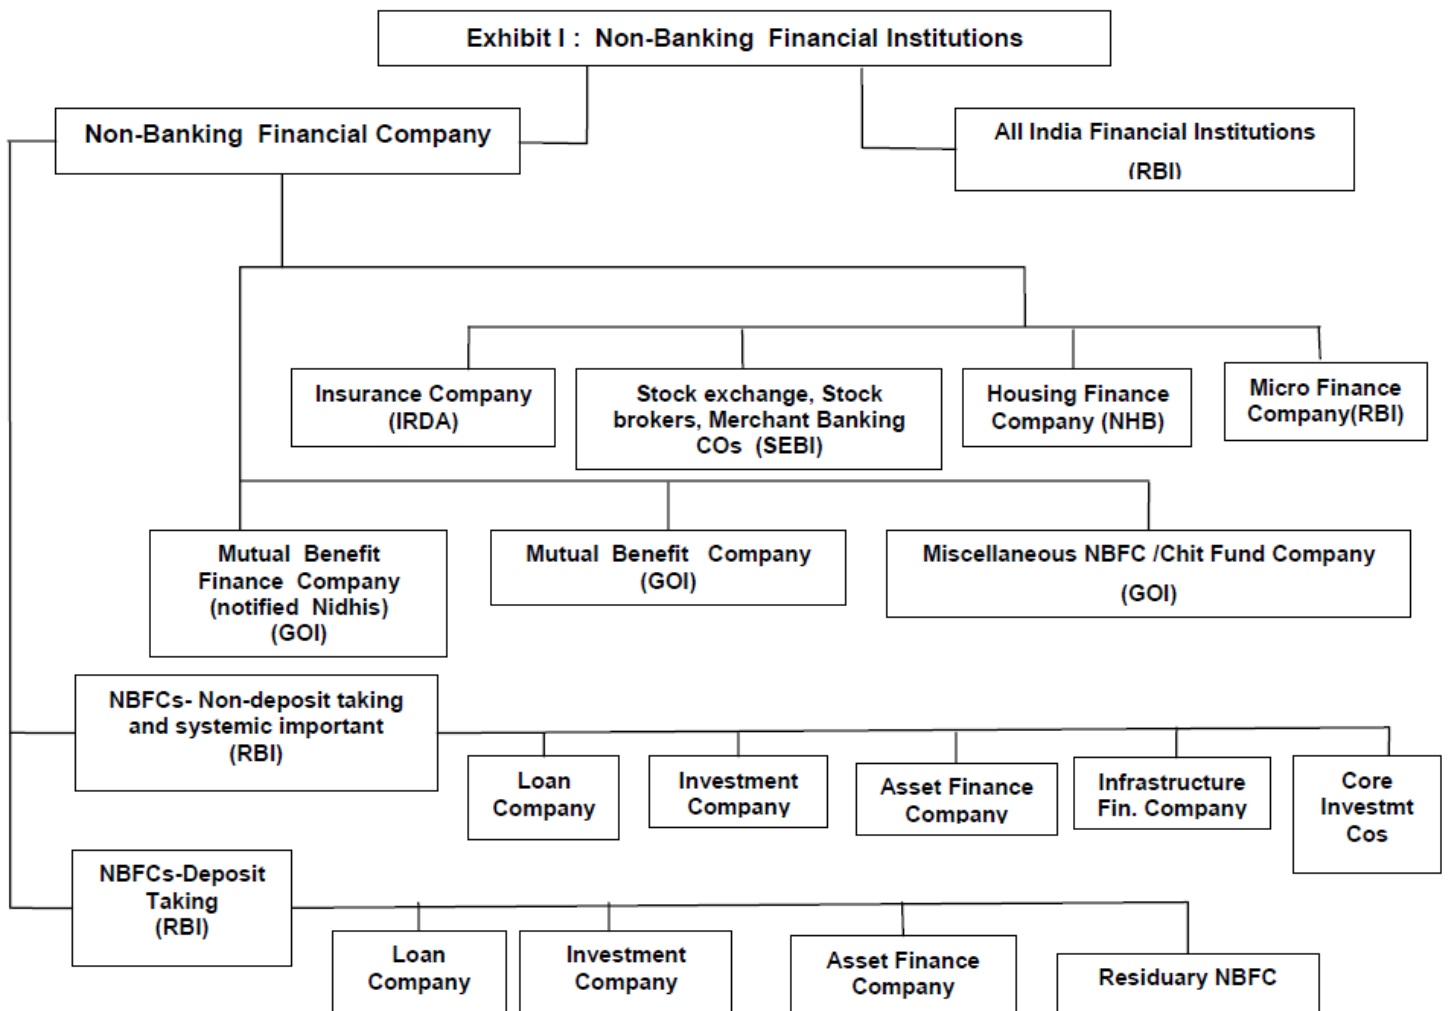 Exhibit I : Non-Banking Financial Institutions
Non-Banking Financial Company
All India Financial Institutions
(RBI)
Insurance Company
(IRDA)
Stock exchange, Stock
brokers, Merchant Banking
COs (SEBI)
Housing Finance
Company (NHB)
Micro Finance
Company(RBI)
Mutual Benefit
Finance Company
(notified Nidhis)
(GOI)
Mutual Benefit Company
(GOI)
Miscellaneous NBFC /Chit Fund Company
(GOI)
NBFCs- Non-deposit taking
and systemic important
(RBI)
Loan
Company
Investment
Company
Asset Finance
Company
Infrastructure
Fin. Company
Core
Investmt
Cos
NBFCs-Deposit
Taking
(RBI)
Loan
Company
Investment
Company
Asset Finance
Company
Residuary NBFC